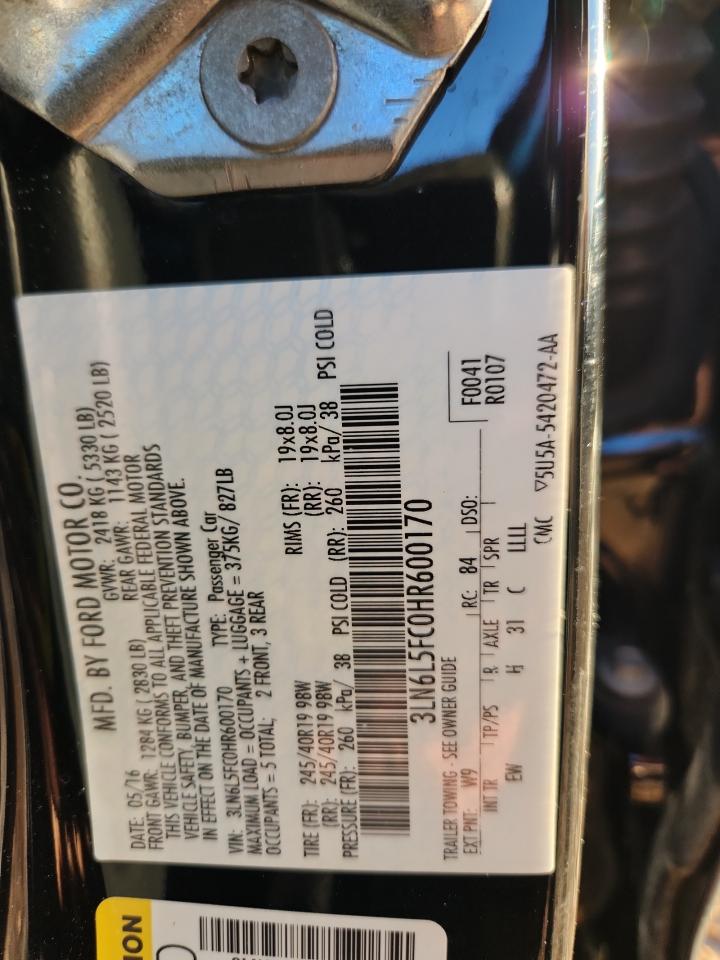 MFD. BY FORD MOTOR CO.
DATE: 05/16 GVWR: 2418 KG ( 5330 LB)
FRONT GAWR: 1284 KG ( 2830 LB) REAR GAWR: 1143 KG ( 2520 LB)
THIS VEHICLE CONFORMS TO ALL APPLICABLE FEDERAL MOTOR
VEHICLE SAFETY, BUMPER, AND THEFT PREVENTION STANDARDS
IN EFFECT ON THE DATE OF MANUFACTURE SHOWN ABOVE.
VIN: 3LN6L5FC0HR600170 TYPE: Passenger Car
MAXIMUM LOAD = OCCUPANTS + LUGGAGE = 375KG/ 827LB
OCCUPANTS = 5 TOTAL: 2 FRONT, 3 REAR
TIRE (FR): 245/40R19 98W RIMS (FR): 19x8.0J
(RR): 245/40R19 98W (RR): 19x8.0J
PRESSURE (FR): 260 kPa/ 38 PSI COLD (RR): 260 kPa/ 38 PSI COLD
3LN6L5FC0HR600170
TRAILER TOWING - SEE OWNER GUIDE F0041
EXT PNT: W9 RC: 84 DSO: R0107
INT TR TP/PS R AXLE TR SPR
EW H 31 C LLLL
CMC ▽5U5A-5420472-AA
ION